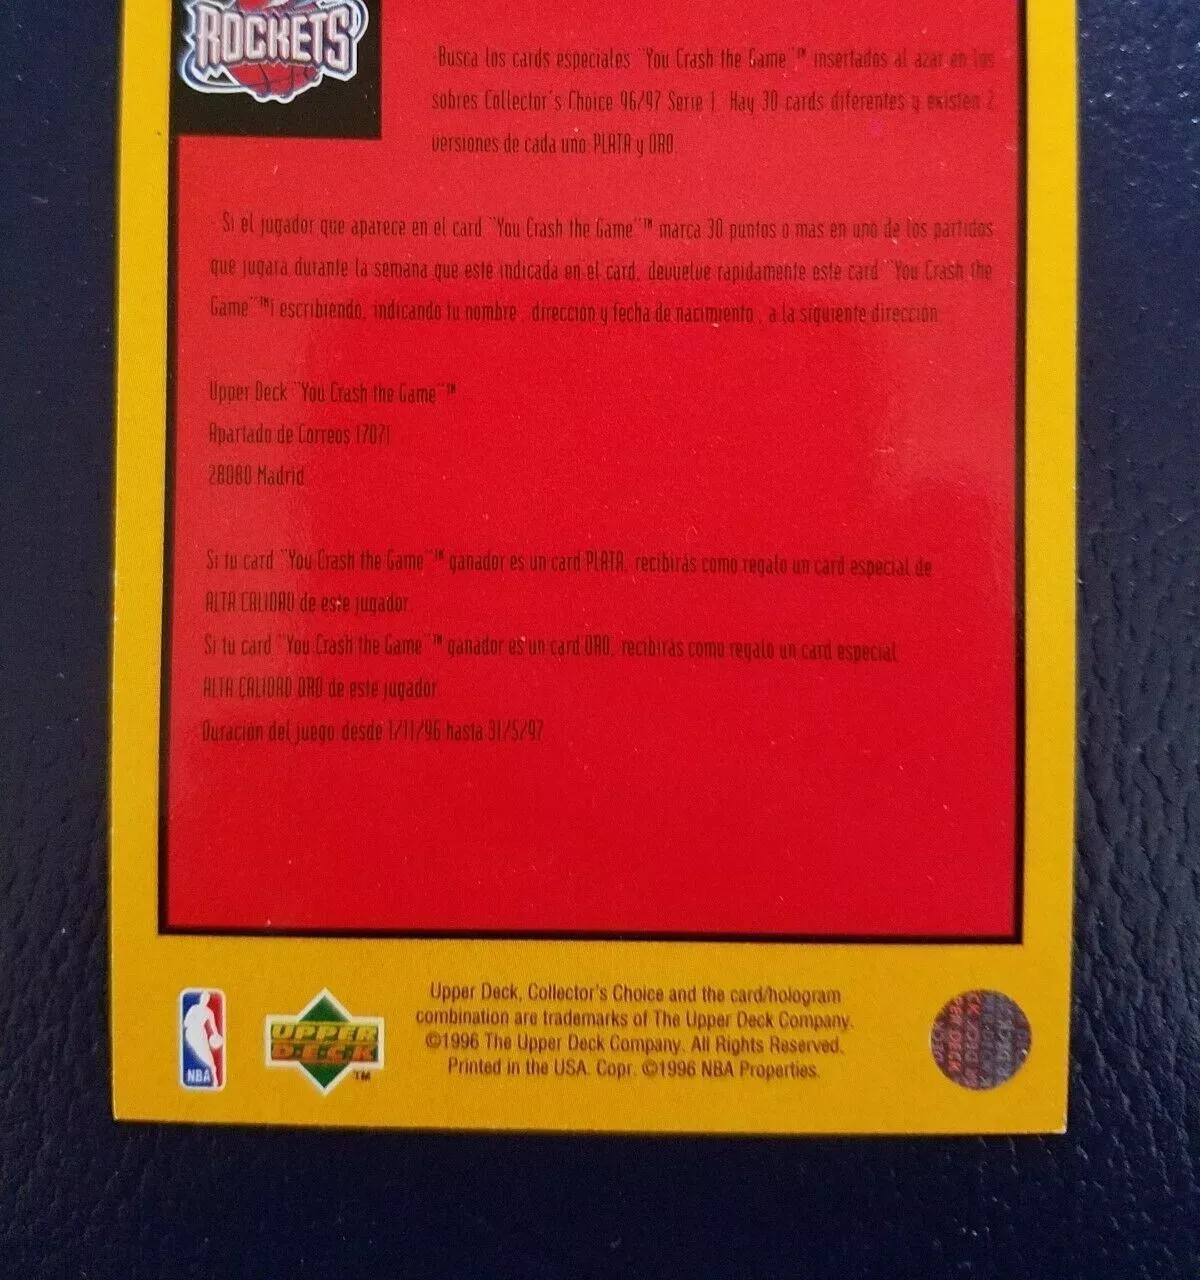 ROCKETS
Busca los cards especiales ¨You Crash the Game¨™ insertados al azar en los
sobres Collector's Choice 96/97 Serie 1. Hay 30 cards diferentes y existen 2
versiones de cada uno PLATA y ORO.
- Si el jugador que aparece en el card ¨You Crash the Game¨™ marca 30 puntos o mas en uno de los partidos
que jugara durante la semana que este indicada en el card, devuelve rapidamente este card ¨You Crash the
Game¨™i escribiendo, indicando tu nombre , dirección y fecha de nacimiento , a la siguiente dirección
Upper Deck ¨You Crash the Game¨™
Apartado de Correos 17071
28080 Madrid
Si tu card ¨You Crash the Game¨™ ganador es un card PLATA, recibirás como regalo un card especial de
ALTA CALIDAD de este jugador.
Si tu card ¨You Crash the Game¨™ ganador es un card ORO, recibirás como regalo un card especial
ALTA CALIDAD ORO de este jugador
Duración del juego desde 1/11/96 hasta 31/5/97
NBA
UPPER
DECK
™
Upper Deck, Collector's Choice and the card/hologram
combination are trademarks of The Upper Deck Company.
©1996 The Upper Deck Company. All Rights Reserved.
Printed in the USA. Copr. ©1996 NBA Properties.